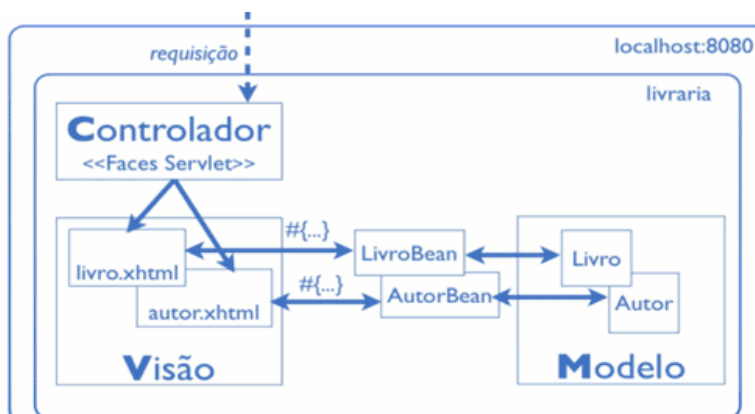 requisição
localhost:8080
livraria
Controlador
<<Faces Servlet>>
#{...}
livro.xhtml
LivroBean
Livro
#{...}
autor.xhtml
AutorBean
Autor
Visão
Modelo